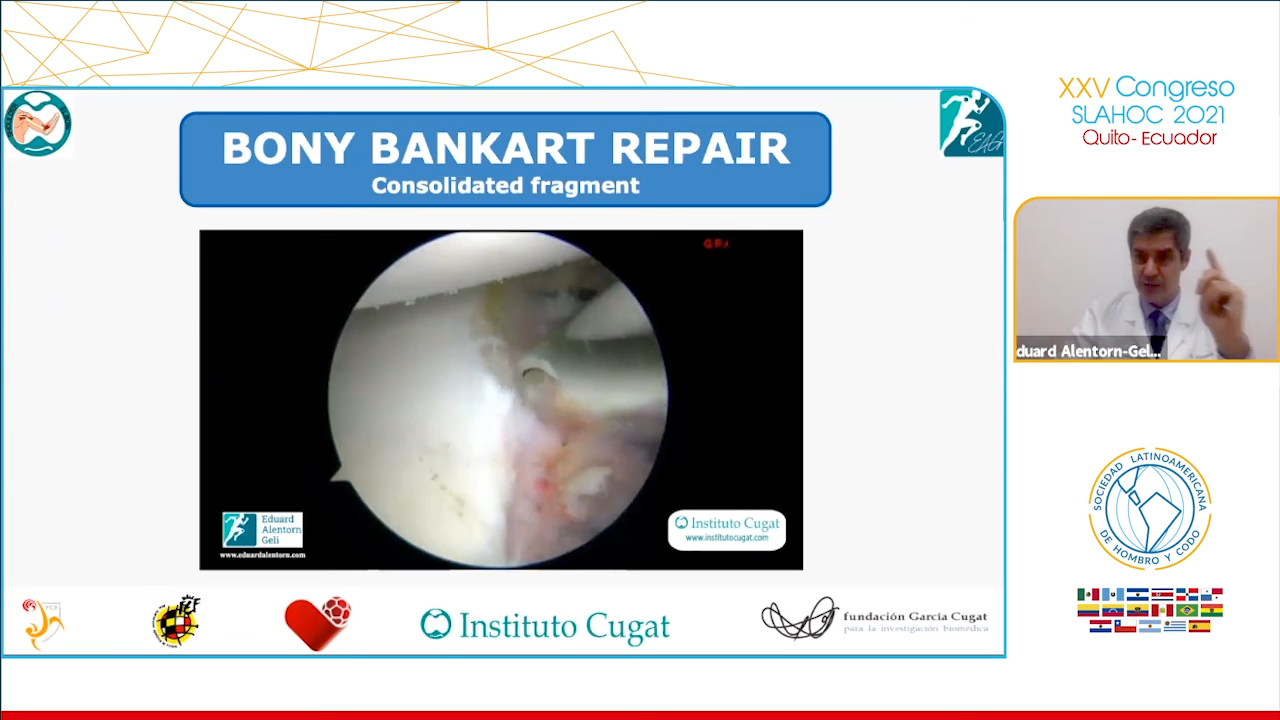 BONY BANKART REPAIR
Consolidated fragment
EAG
Eduard
Alentorn
Geli
www.eduardalentorn.com
Instituto Cugat
www.institutocugat.com
Instituto Cugat
fundación García Cugat
para la investigación biomédica
XXV Congreso
SLAHOC 2021
Quito- Ecuador
duard Alentorn-Gel...
SOCIEDAD LATINOAMERICANA
DE HOMBRO Y CODO